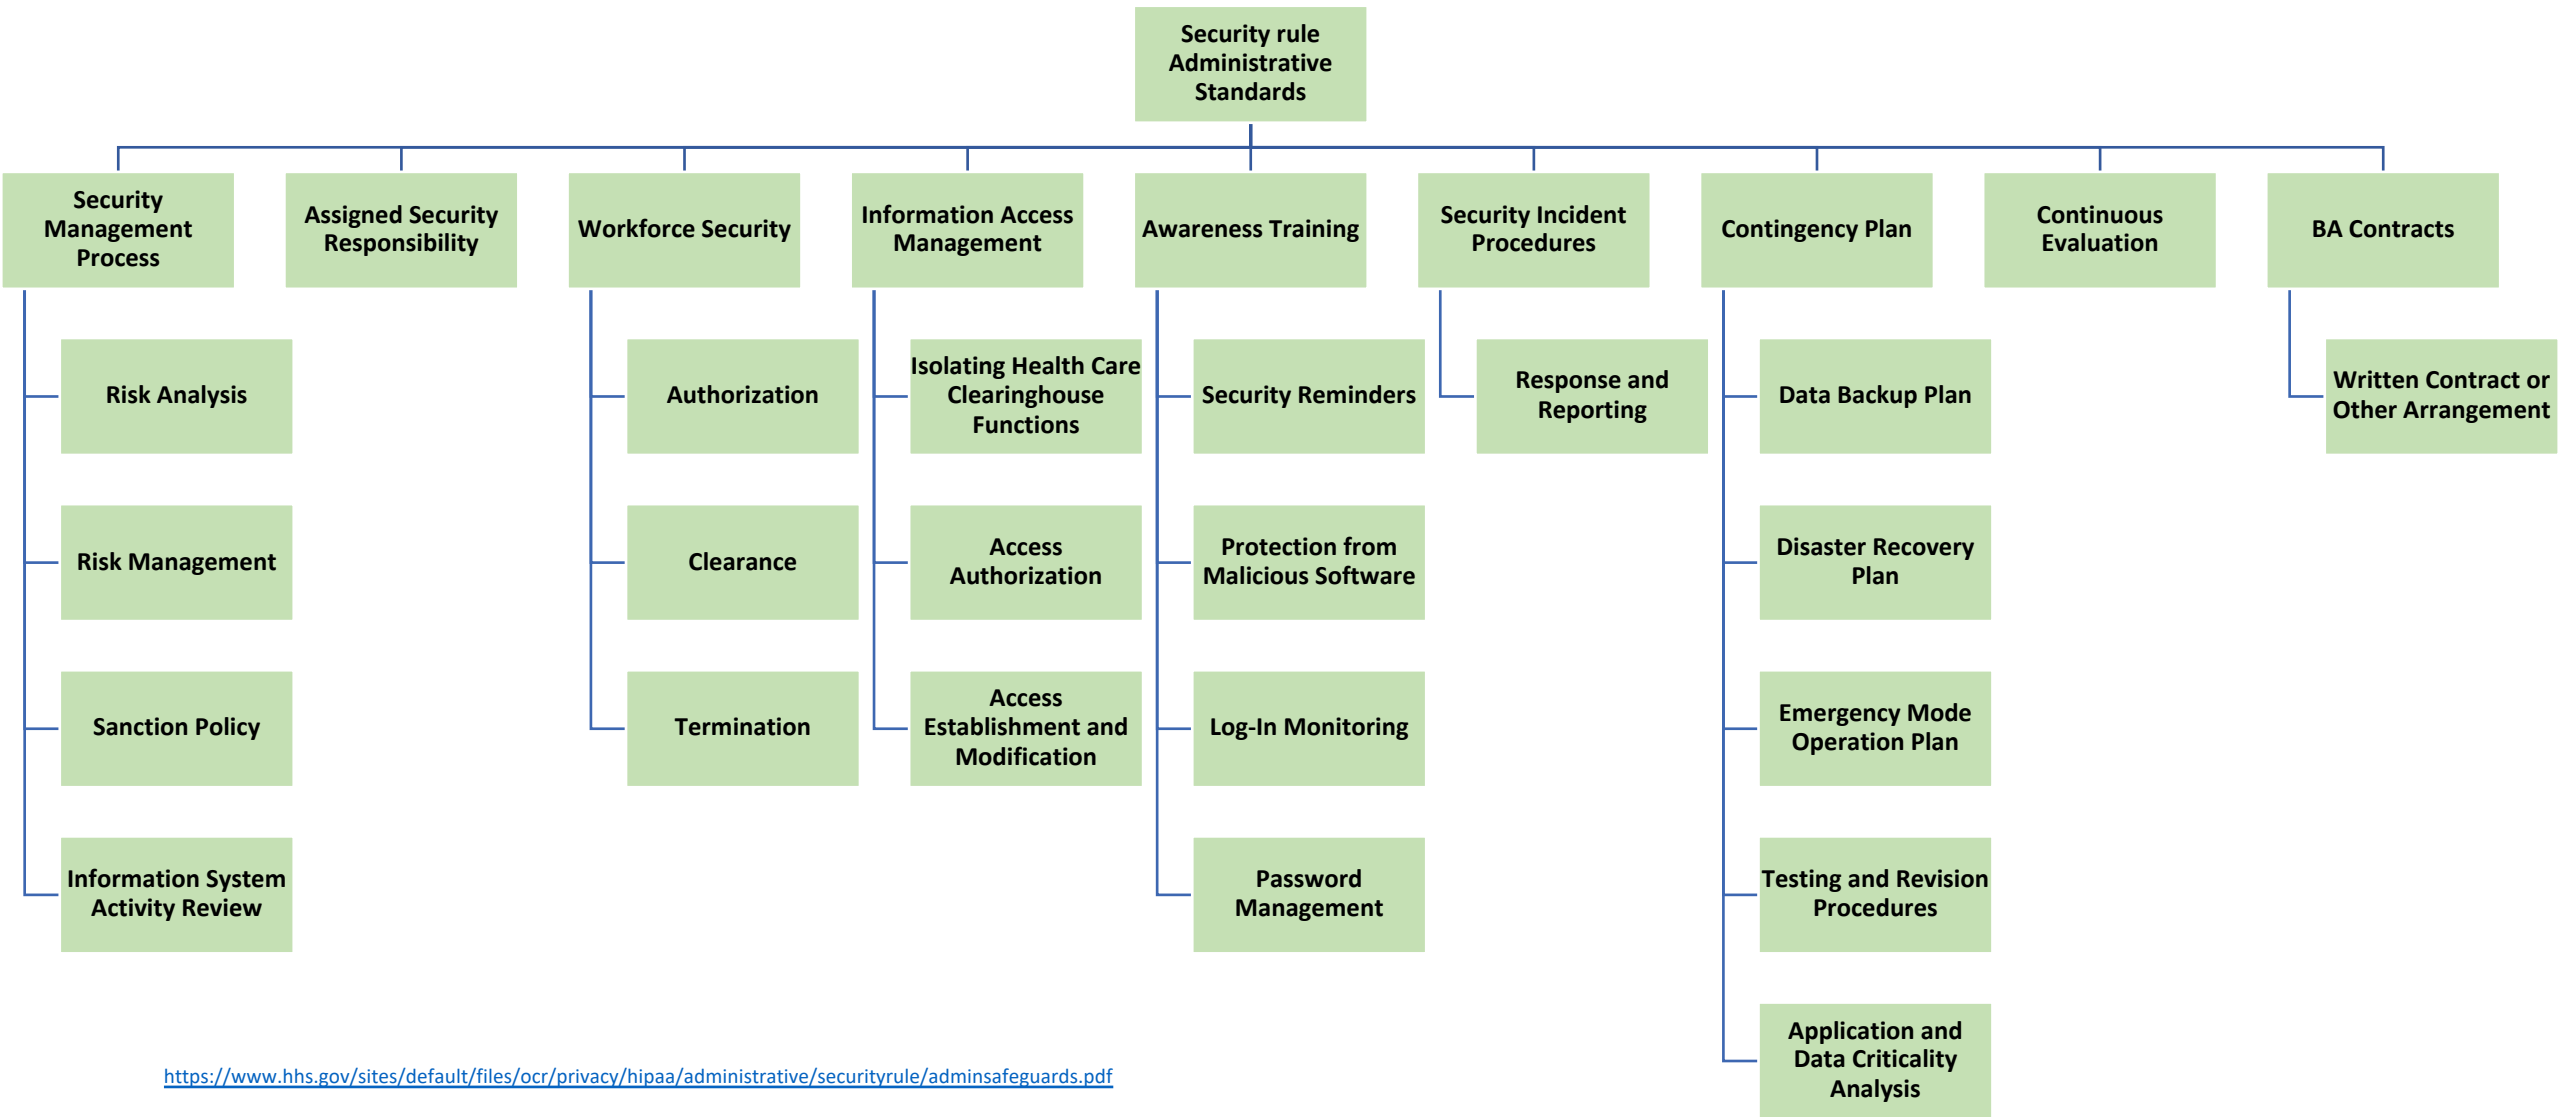 Security rule
Administrative
Standards
Security
Management
Process
Assigned Security
Responsibility
Workforce Security
Information Access
Management
Awareness Training
Security Incident
Procedures
Contingency Plan
Continuous
Evaluation
BA Contracts
Risk Analysis
Risk Management
Sanction Policy
Information System
Activity Review
Authorization
Clearance
Termination
Isolating Health Care
Clearinghouse
Functions
Access
Authorization
Access
Establishment and
Modification
Security Reminders
Protection from
Malicious Software
Log-In Monitoring
Password
Management
Response and
Reporting
Data Backup Plan
Disaster Recovery
Plan
Emergency Mode
Operation Plan
Testing and Revision
Procedures
Application and
Data Criticality
Analysis
Written Contract or
Other Arrangement
https://www.hhs.gov/sites/default/files/ocr/privacy/hipaa/administrative/securityrule/adminsafeguards.pdf